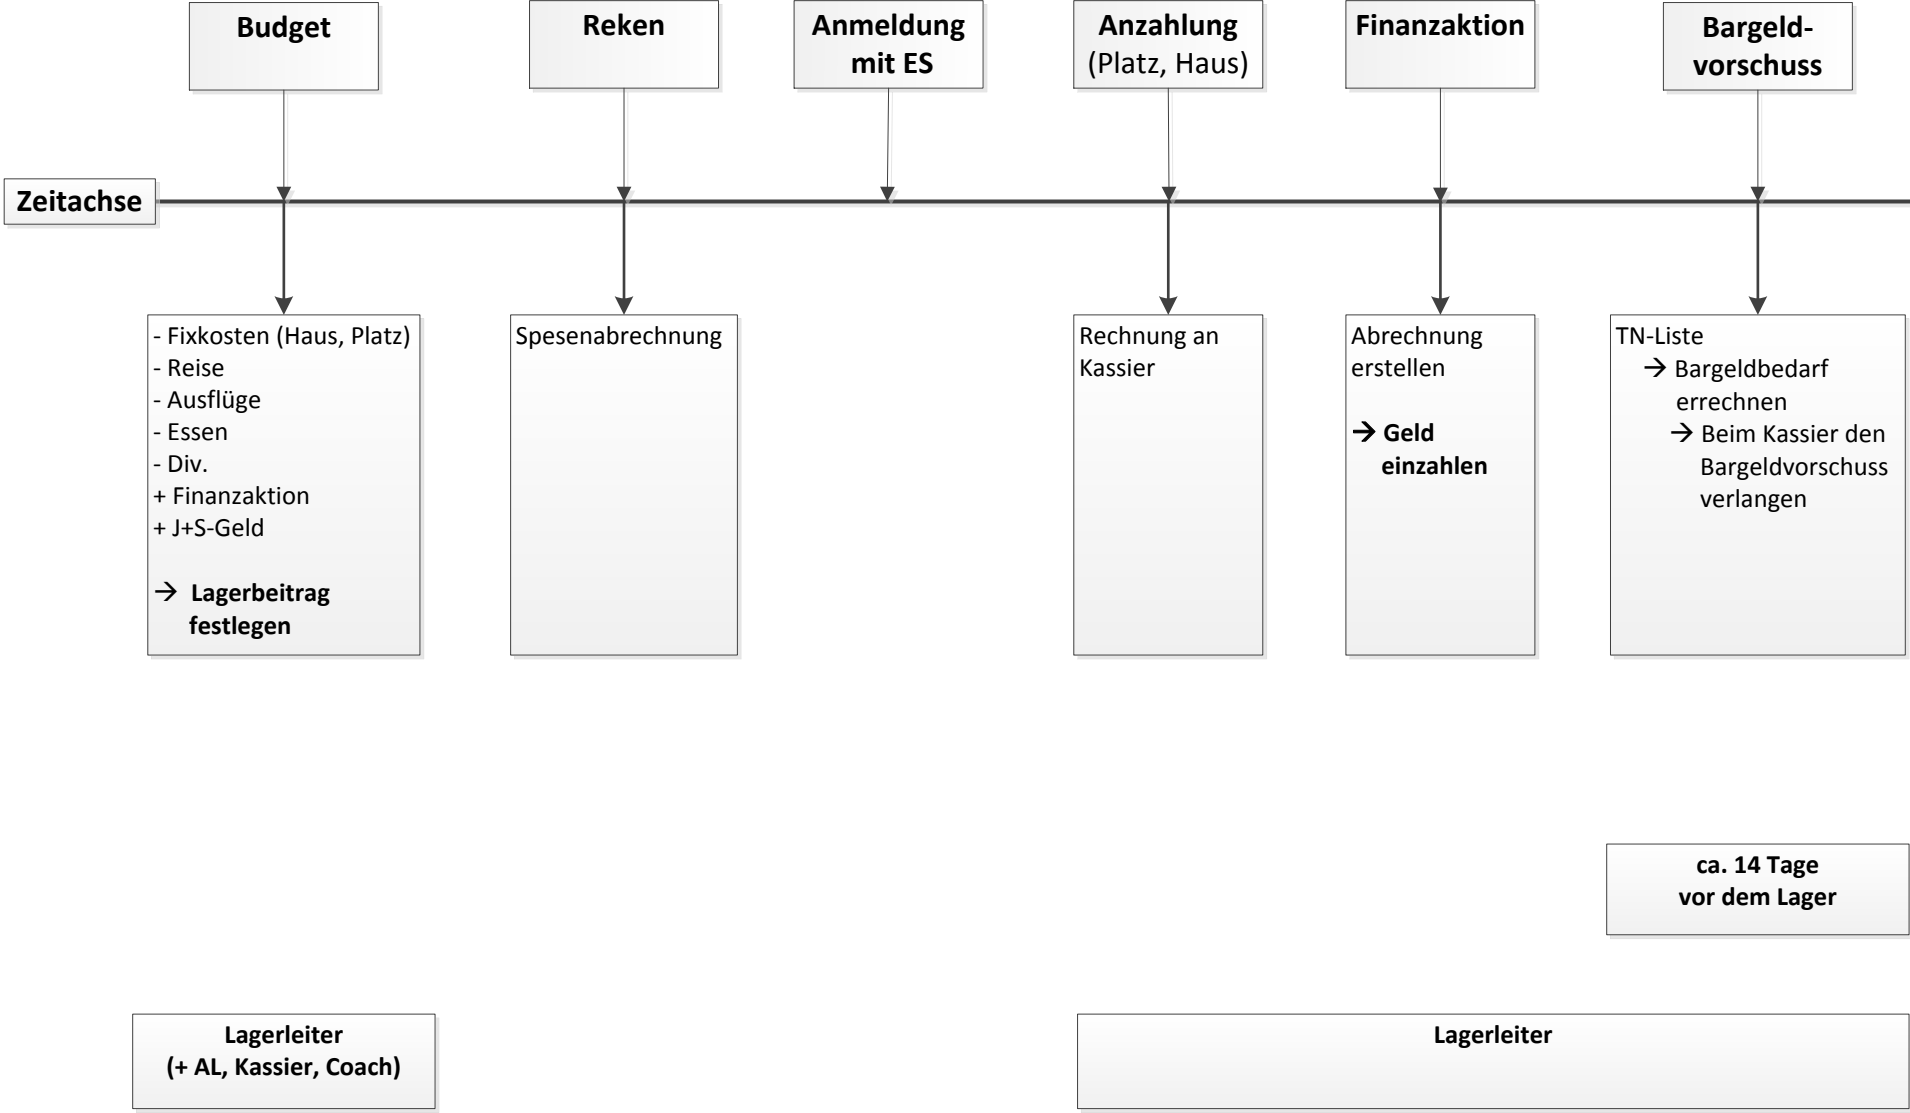 Budget
Reken
Anmeldung
mit ES
Anzahlung
(Platz, Haus)
Finanzaktion
Bargeld-
vorschuss
Zeitachse
- Fixkosten (Haus, Platz)
- Reise
- Ausflüge
- Essen
- Div.
+ Finanzaktion
+ J+S-Geld
→ Lagerbeitrag
festlegen
Spesenabrechnung
Rechnung an
Kassier
Abrechnung
erstellen
→ Geld
einzahlen
TN-Liste
→ Bargeldbedarf
errechnen
→ Beim Kassier den
Bargeldvorschuss
verlangen
ca. 14 Tage
vor dem Lager
Lagerleiter
(+ AL, Kassier, Coach)
Lagerleiter